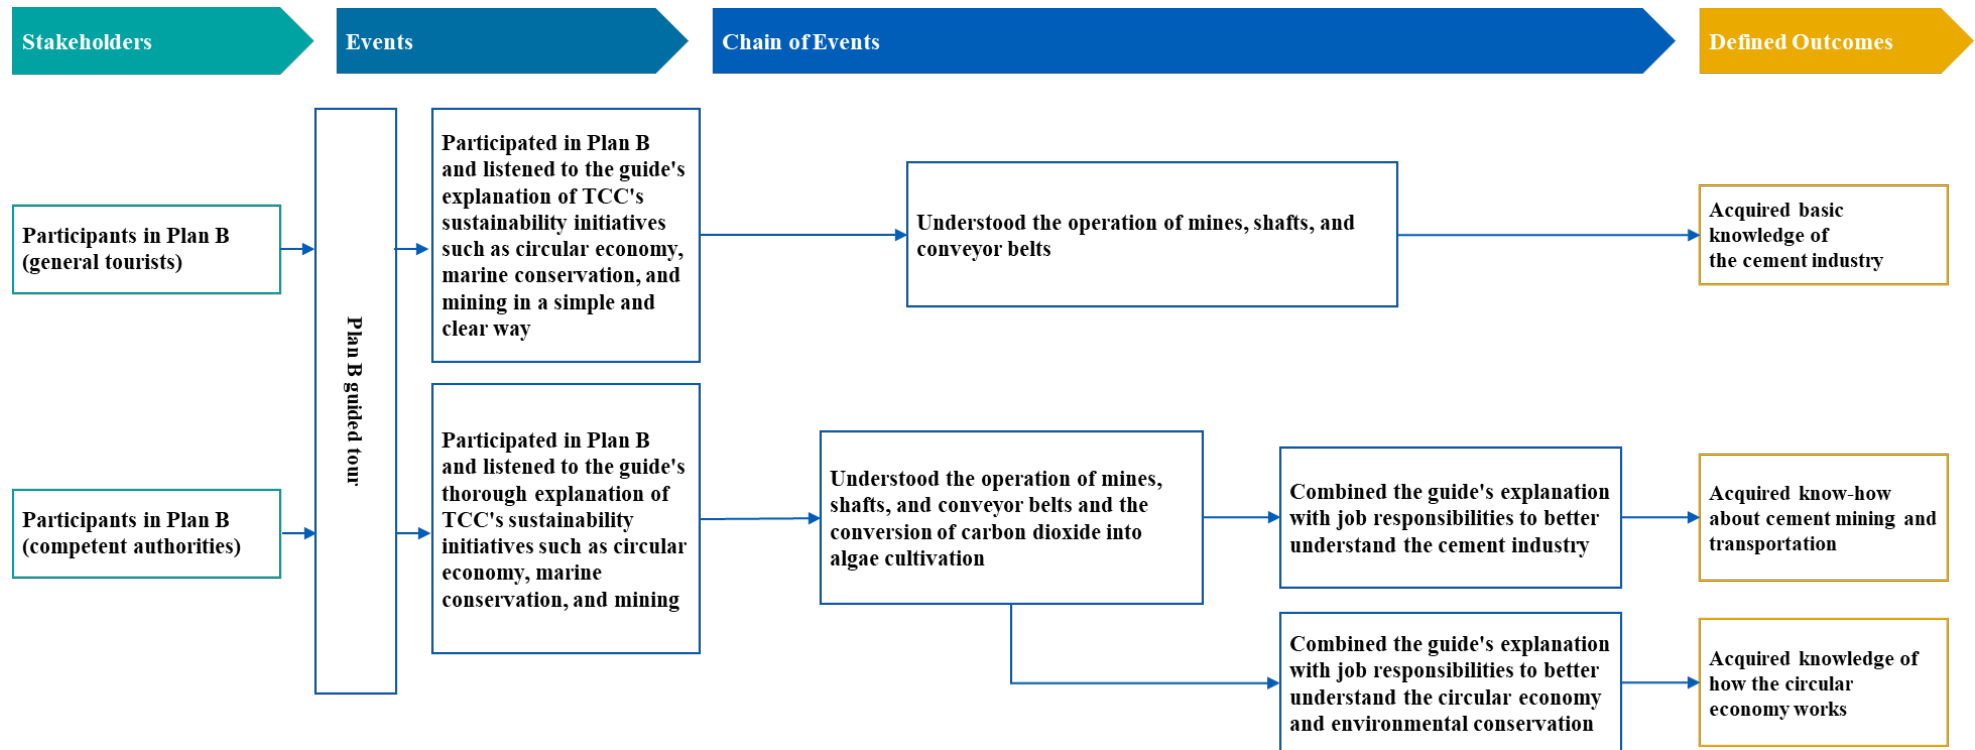 Stakeholders
Events
Chain of Events
Defined Outcomes
Participants in Plan B
(general tourists)
Plan B guided tour
Participated in Plan B
and listened to the guide's
explanation of TCC's
sustainability initiatives
such as circular economy,
marine conservation, and
mining in a simple and
clear way
Understood the operation of mines, shafts, and
conveyor belts
Acquired basic
knowledge of
the cement industry
Participants in Plan B
(competent authorities)
Participated in Plan B
and listened to the guide's
thorough explanation of
TCC's sustainability
initiatives such as circular
economy, marine
conservation, and mining
Understood the operation of mines,
shafts, and conveyor belts and the
conversion of carbon dioxide into
algae cultivation
Combined the guide's explanation
with job responsibilities to better
understand the cement industry
Acquired know-how
about cement mining and
transportation
Combined the guide's explanation
with job responsibilities to better
understand the circular economy
and environmental conservation
Acquired knowledge of
how the circular
economy works